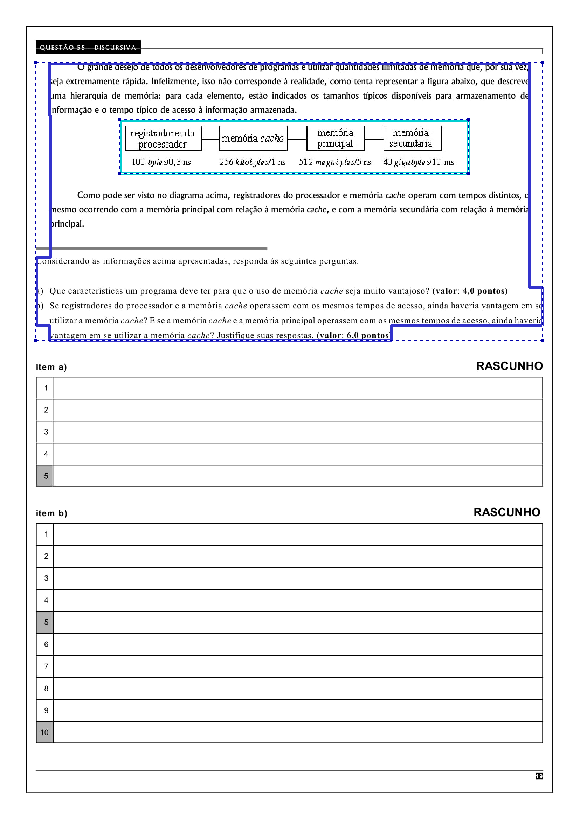 QUESTÃO 55 – DISCURSIVA
O grande desejo de todos os desenvolvedores de programas é utilizar quantidades ilimitadas de memória que, por sua vez,
seja extremamente rápida. Infelizmente, isso não corresponde à realidade, como tenta representar a figura abaixo, que descreve
uma hierarquia de memória: para cada elemento, estão indicados os tamanhos típicos disponíveis para armazenamento de
informação e o tempo típico de acesso à informação armazenada.
registradores do processador
memória cache
memória principal
memória secundária
bytes/0,5 ns
256 kilobytes/1 ns
512 megabytes/5 ns
gigabytes/10 ms
Como pode ser visto no diagrama acima, registradores do processador e memória cache operam com tempos distintos, o
mesmo ocorrendo com a memória principal com relação à memória cache, e com a memória secundária com relação à memória
principal.
Considerando as informações acima apresentadas, responda às seguintes perguntas.
a) Que características um programa deve ter para que o uso de memória cache seja muito vantajoso? (valor: 4,0 pontos)
b) Se registradores do processador e a memória cache operassem com os mesmos tempos de acesso, ainda haveria vantagem em se
utilizar a memória cache? E se a memória cache e a memória principal operassem com os mesmos tempos de acesso, ainda haveria
vantagem em se utilizar a memória cache? Justifique suas respostas. (valor: 6,0 pontos)
item a)
RASCUNHO
1
2
3
4
5
item b)
RASCUNHO
1
2
3
4
5
6
7
8
9
10